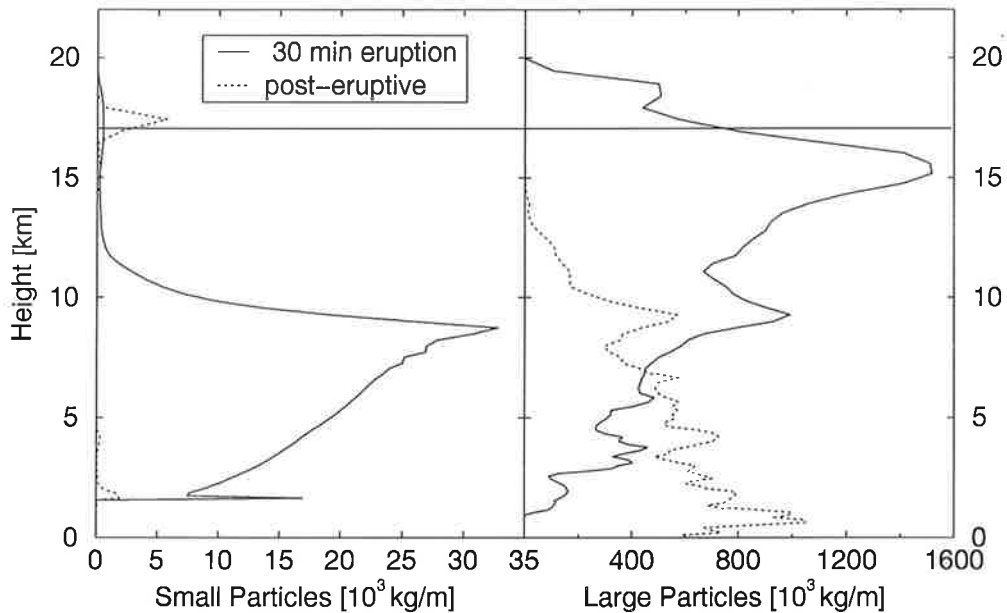 20
15
10
5
0
Height [km]
30 min eruption
post-eruptive
20
15
10
5
0
0 5 10 15 20 25 30 35
400 800 1200 1600
Small Particles [10³ kg/m]
Large Particles [10³ kg/m]